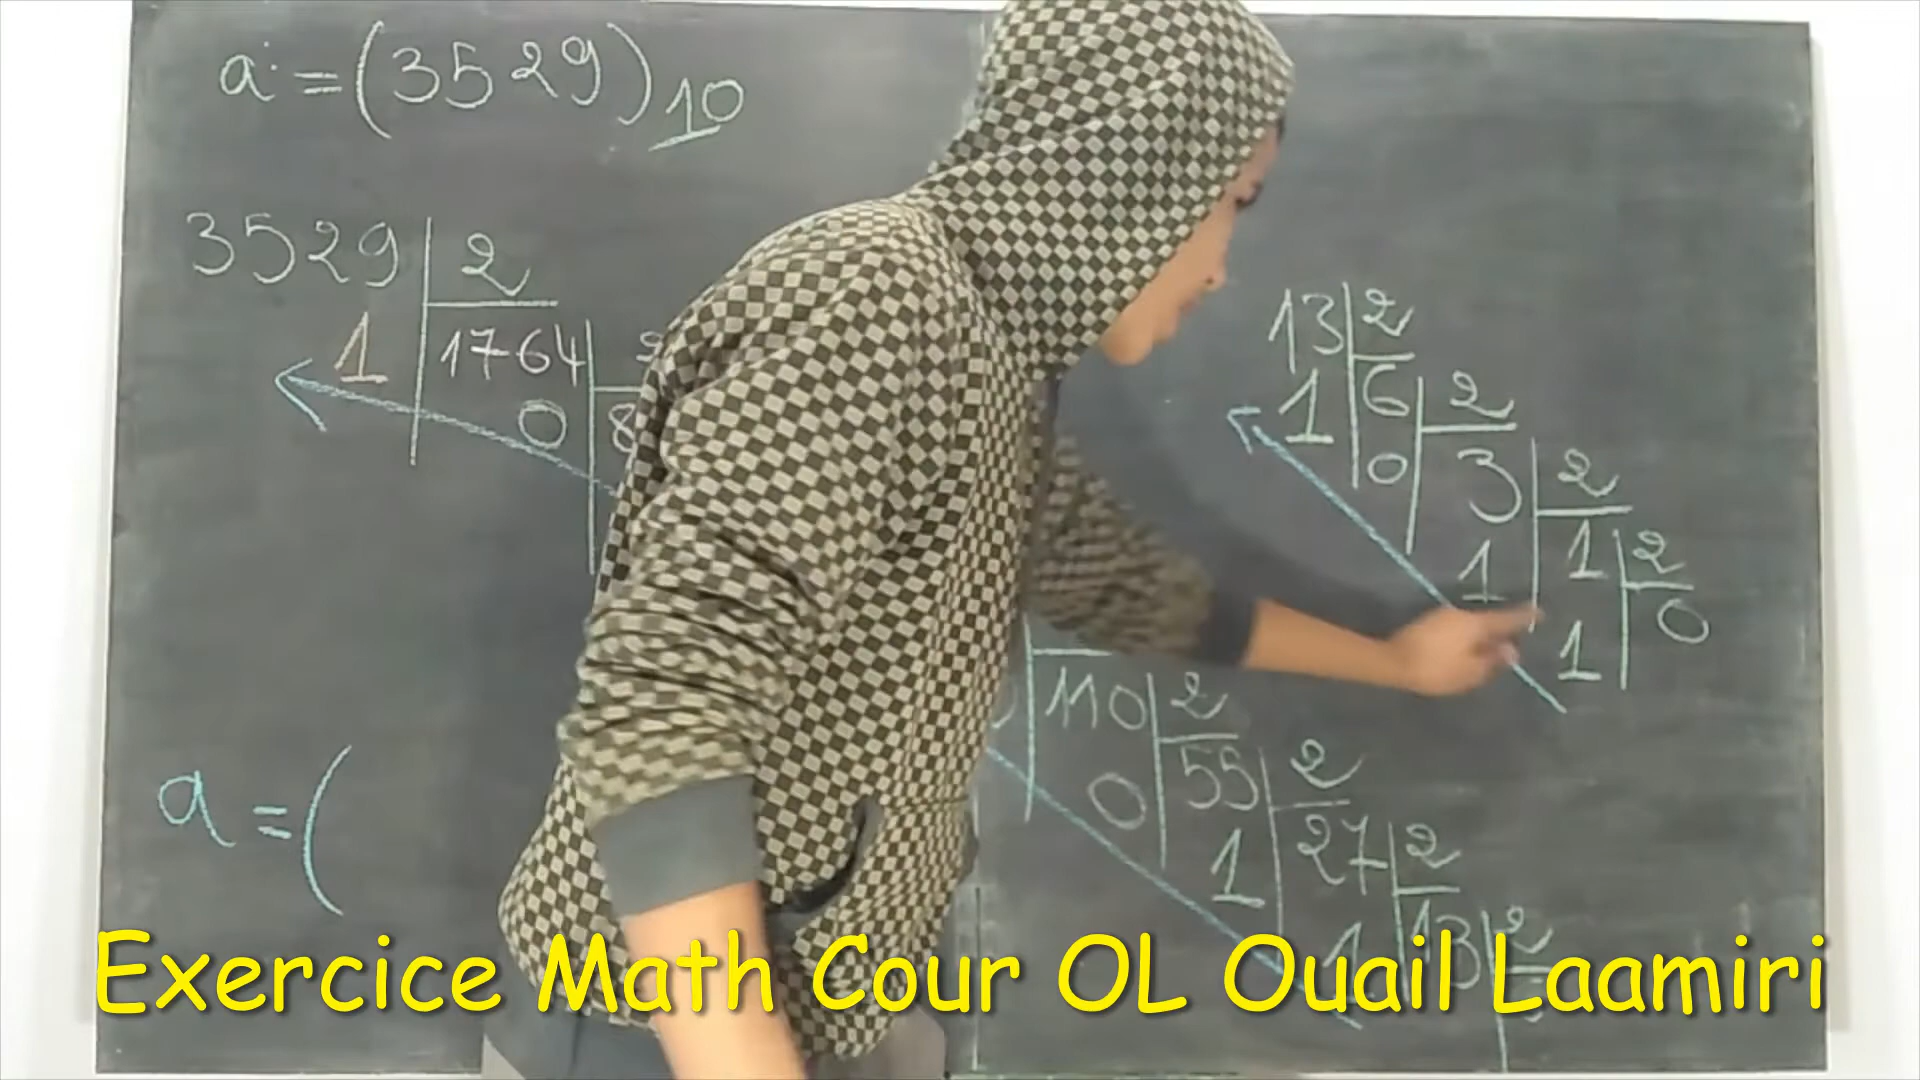 a = (3529)10
3529 2
1 1764 2
0 8
13 2
1 6 2
0 3 2
1 1 2
1 0
110 2
0 55 2
1 27 2
1 13 2
a = (
Exercice Math Cour OL Ouail Laamiri